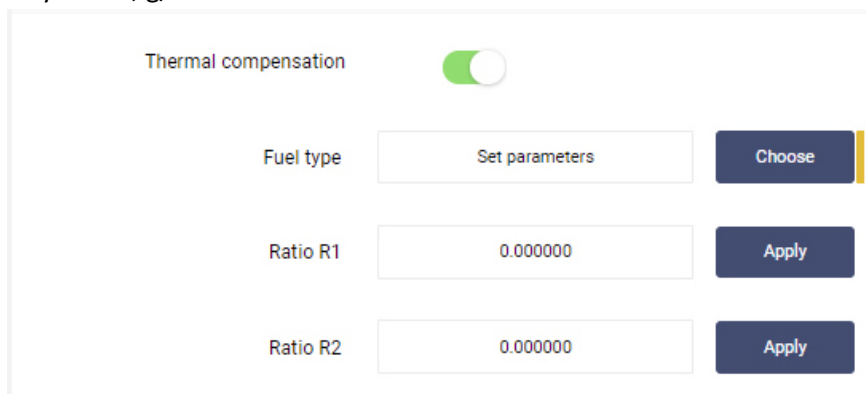 Thermal compensation
Fuel type Set parameters Choose
Ratio R1 0.000000 Apply
Ratio R2 0.000000 Apply